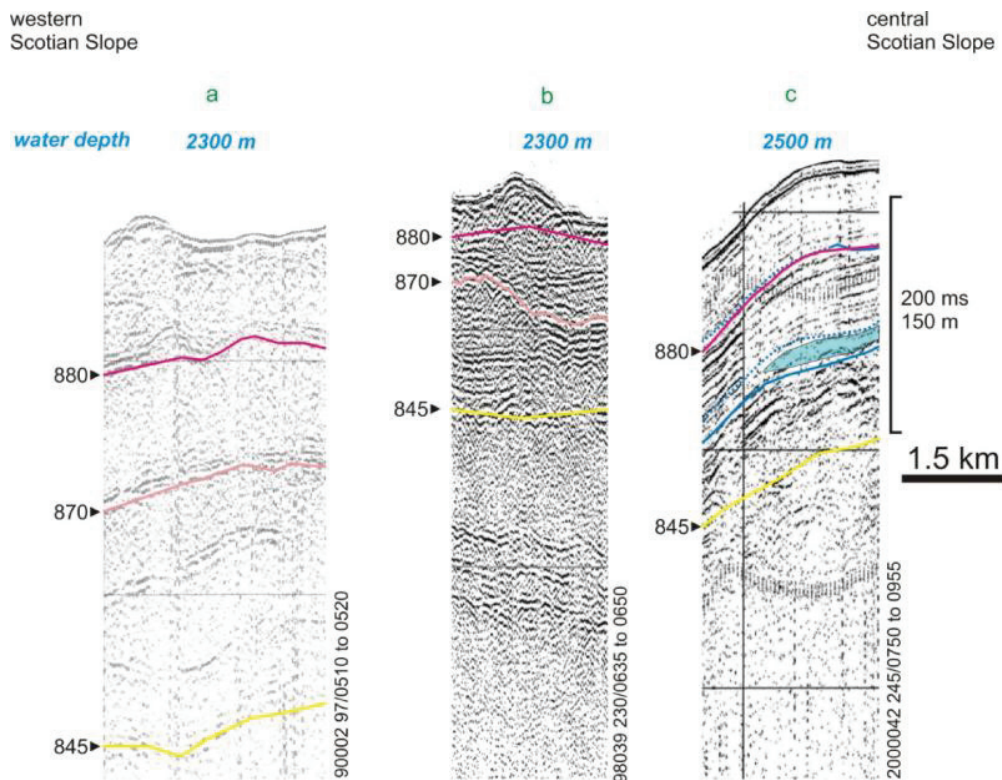 western
Scotian Slope
central
Scotian Slope
a
b
c
water depth
2300 m
2300 m
2500 m
880
870
845
90002 97/0510 to 0520
880
870
845
98039 230/0635 to 0650
880
845
2000042 245/0750 to 0955
200 ms
150 m
1.5 km